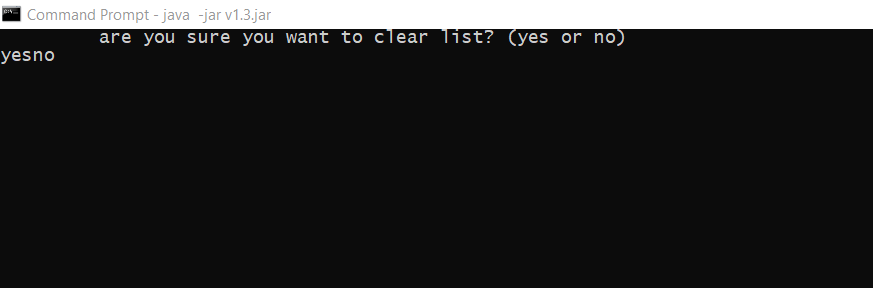 Command Prompt - java -jar v1.3.jar
are you sure you want to clear list? (yes or no)
yesno